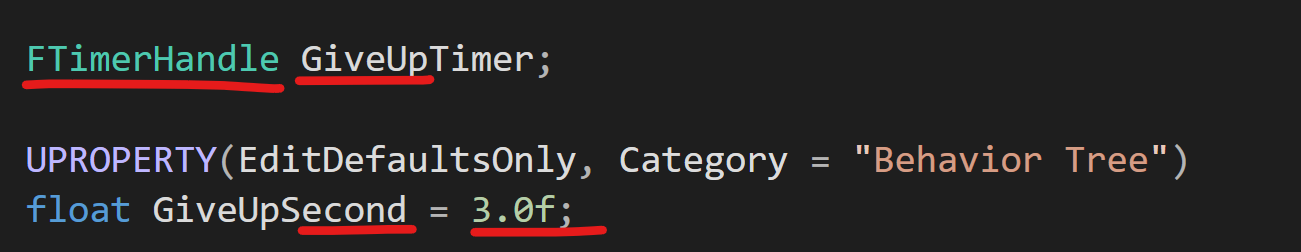 FTimerHandle GiveUpTimer;
UPROPERTY(EditDefaultsOnly, Category = "Behavior Tree")
float GiveUpSecond = 3.0f;